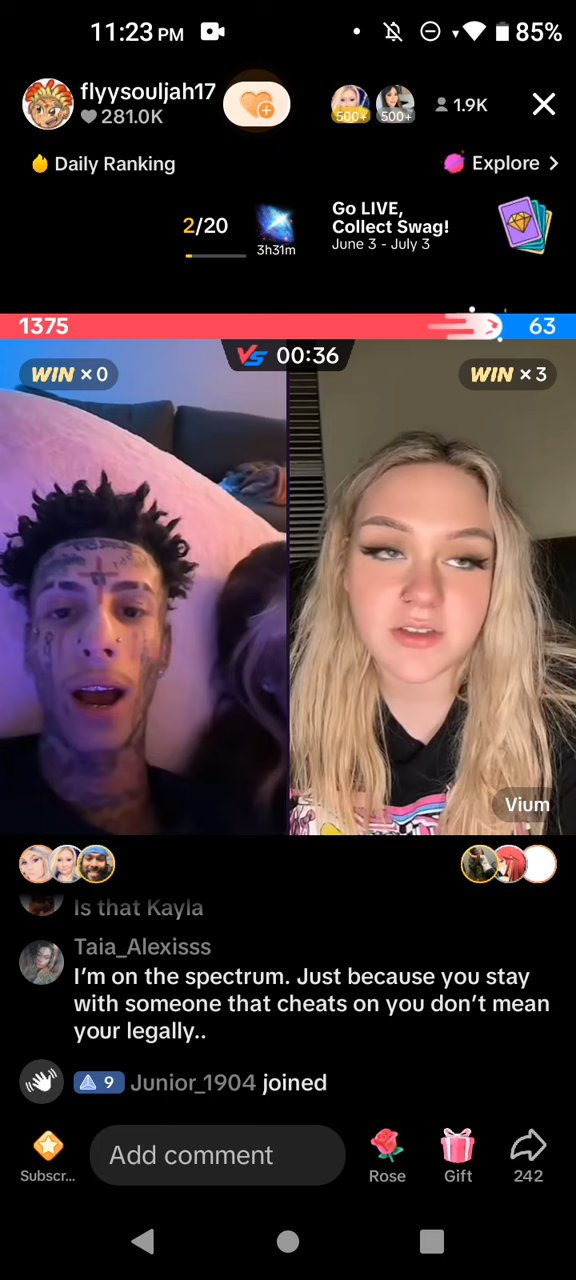 11:23 PM
85%
flyysouljah17
281.0K
500+
500+
1.9K
Daily Ranking
Explore >
2/20
3h31m
Go LIVE,
Collect Swag!
June 3 - July 3
1375
63
VS 00:36
WIN × 0
WIN × 3
Vium
Is that Kayla
Taia_Alexisss
I'm on the spectrum. Just because you stay
with someone that cheats on you don't mean
your legally..
9 Junior_1904 joined
Add comment
Subscr...
Rose
Gift
242